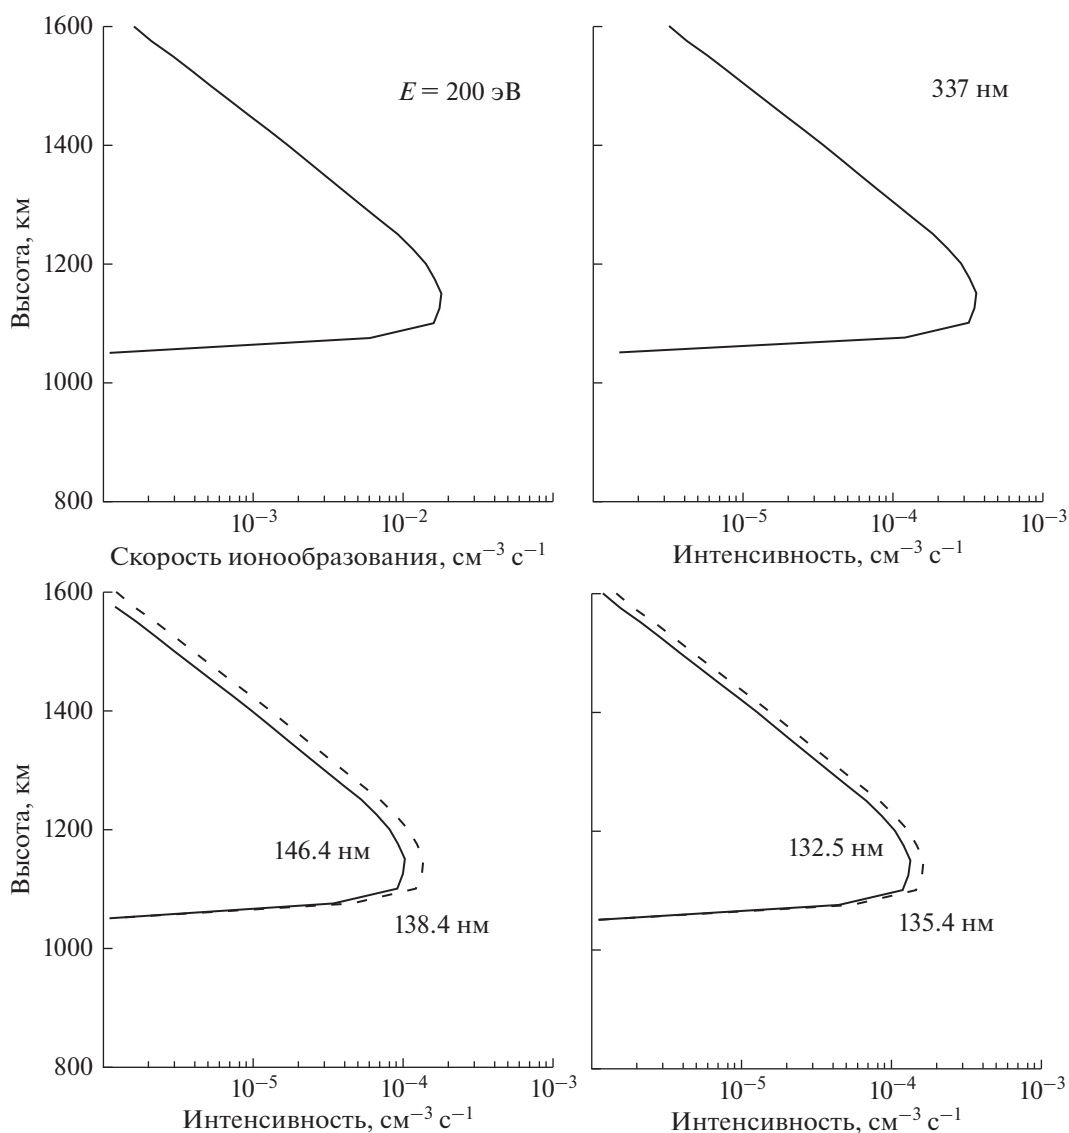 1600
1400
1200
1000
800
Высота, км
E = 200 эВ
10⁻³
10⁻²
Скорость ионообразования, см⁻³ с⁻¹
337 нм
10⁻⁵
10⁻⁴
10⁻³
Интенсивность, см⁻³ с⁻¹
1600
1400
1200
1000
800
Высота, км
146.4 нм
138.4 нм
10⁻⁵
10⁻⁴
10⁻³
Интенсивность, см⁻³ с⁻¹
132.5 нм
135.4 нм
10⁻⁵
10⁻⁴
10⁻³
Интенсивность, см⁻³ с⁻¹